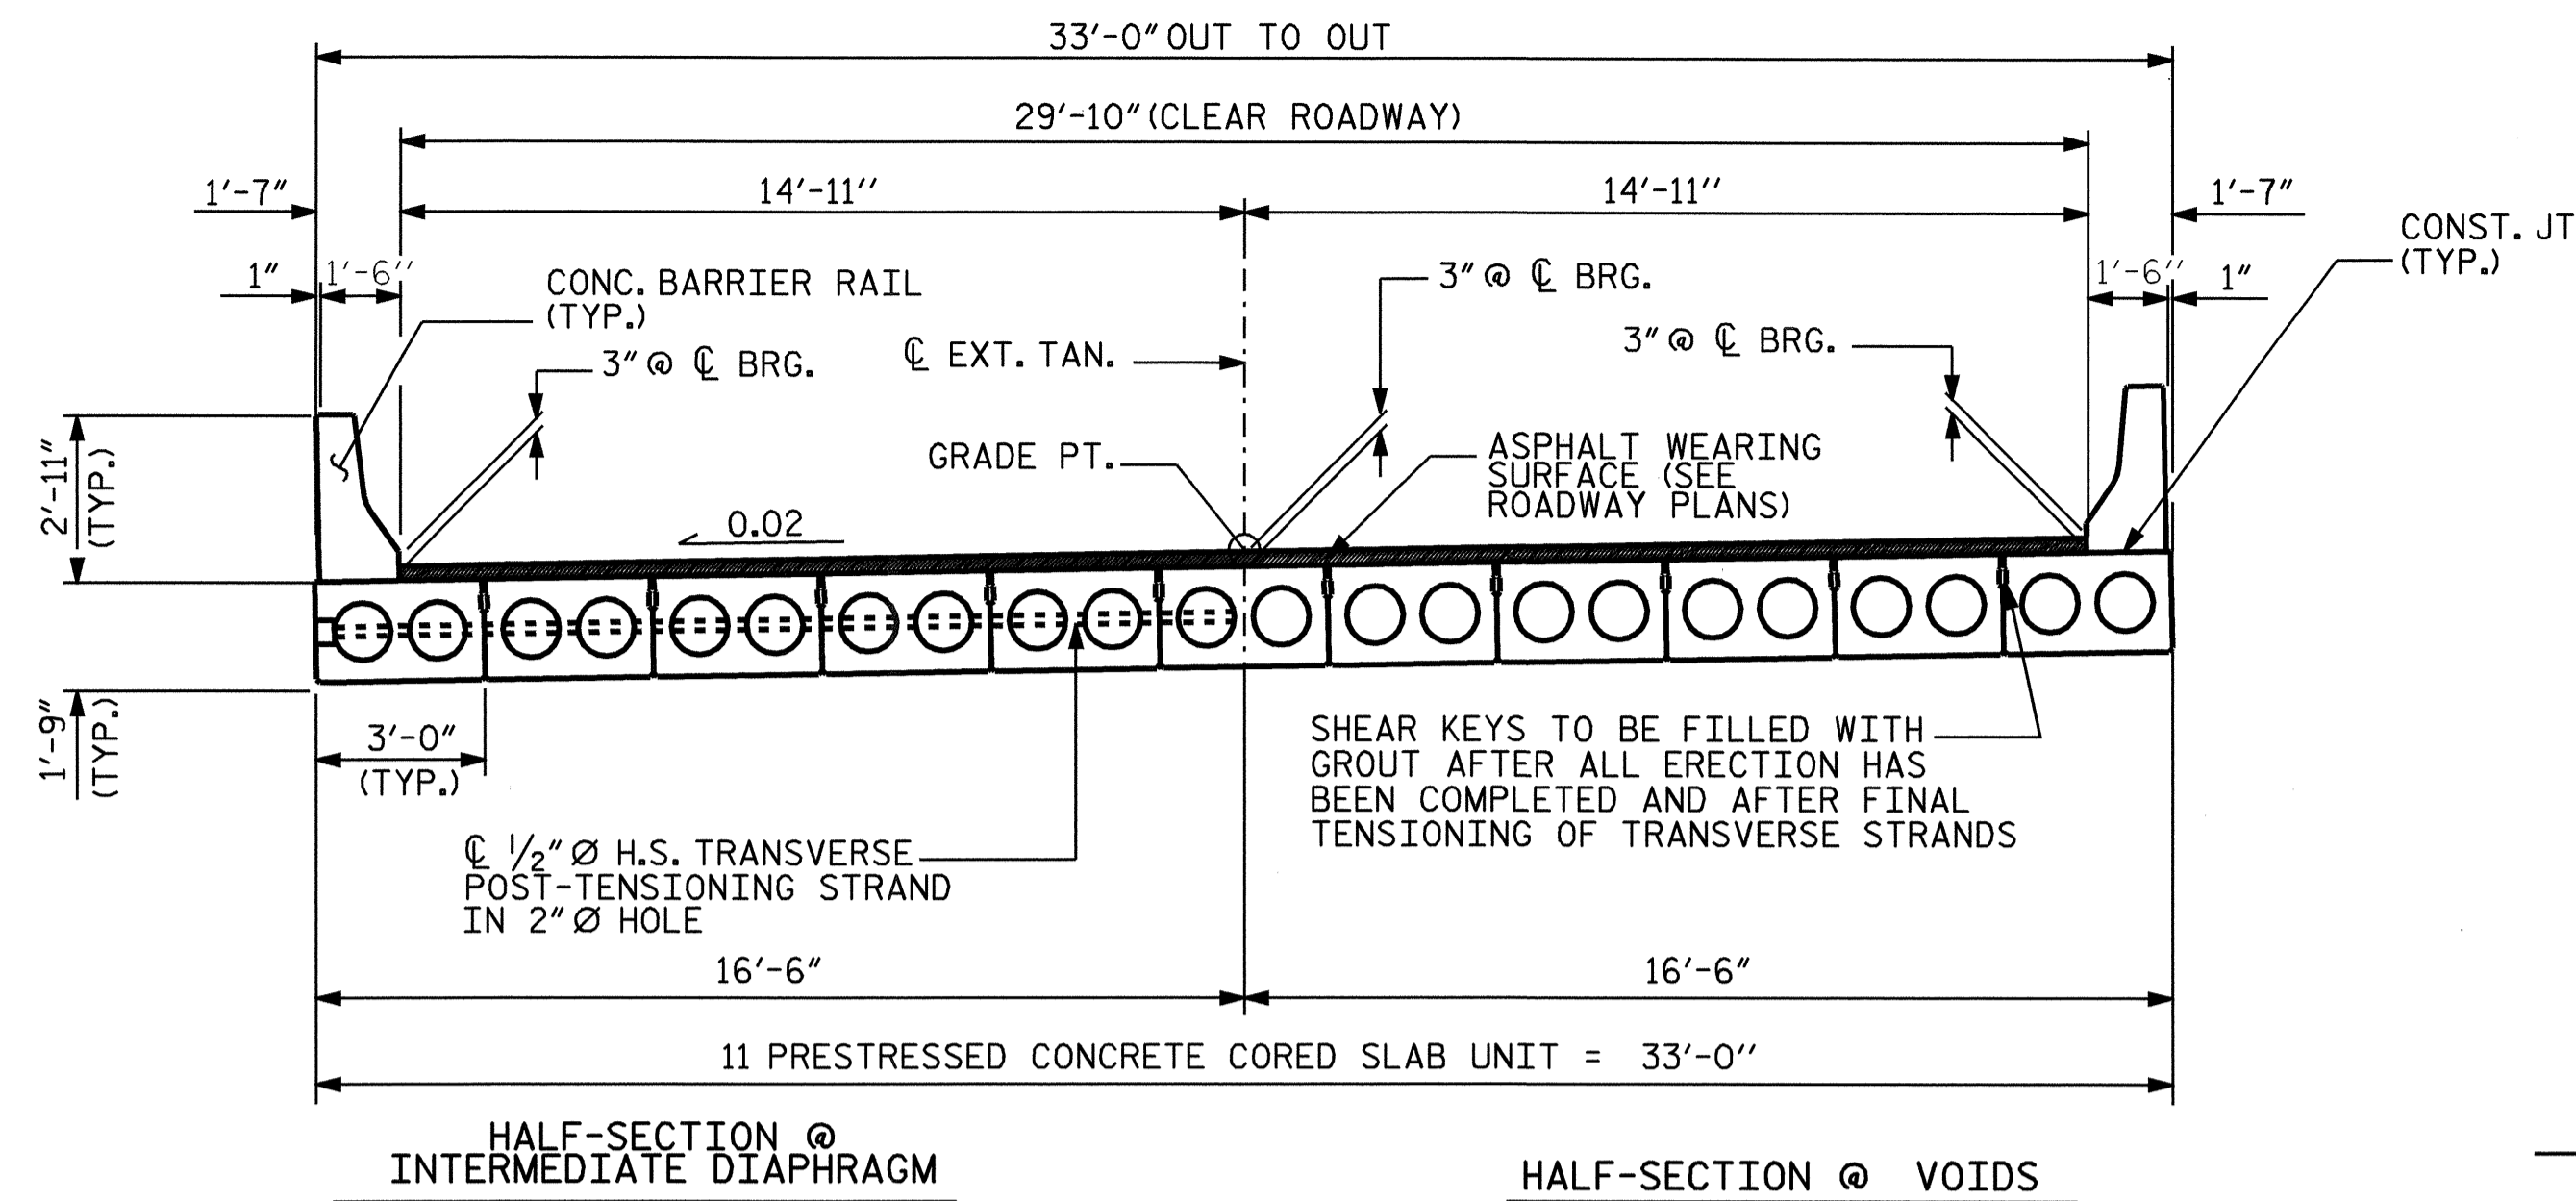 33'-0" OUT TO OUT
29'-10" (CLEAR ROADWAY)
1'-7"
14'-11''
14'-11''
1'-7"
CONST. JT
(TYP.)
1"
1'-6''
CONC. BARRIER RAIL
(TYP.)
3" @ ℄ BRG.
1'-6''
1"
3" @ ℄ BRG.
℄ EXT. TAN.
3" @ ℄ BRG.
2'-11"
(TYP.)
GRADE PT.
ASPHALT WEARING
SURFACE (SEE
ROADWAY PLANS)
0.02
1'-9"
(TYP.)
3'-0"
(TYP.)
SHEAR KEYS TO BE FILLED WITH
GROUT AFTER ALL ERECTION HAS
BEEN COMPLETED AND AFTER FINAL
TENSIONING OF TRANSVERSE STRANDS
℄ 1/2" Ø H.S. TRANSVERSE
POST-TENSIONING STRAND
IN 2" Ø HOLE
16'-6"
16'-6"
11 PRESTRESSED CONCRETE CORED SLAB UNIT = 33'-0''
HALF-SECTION @
INTERMEDIATE DIAPHRAGM
HALF-SECTION @ VOIDS